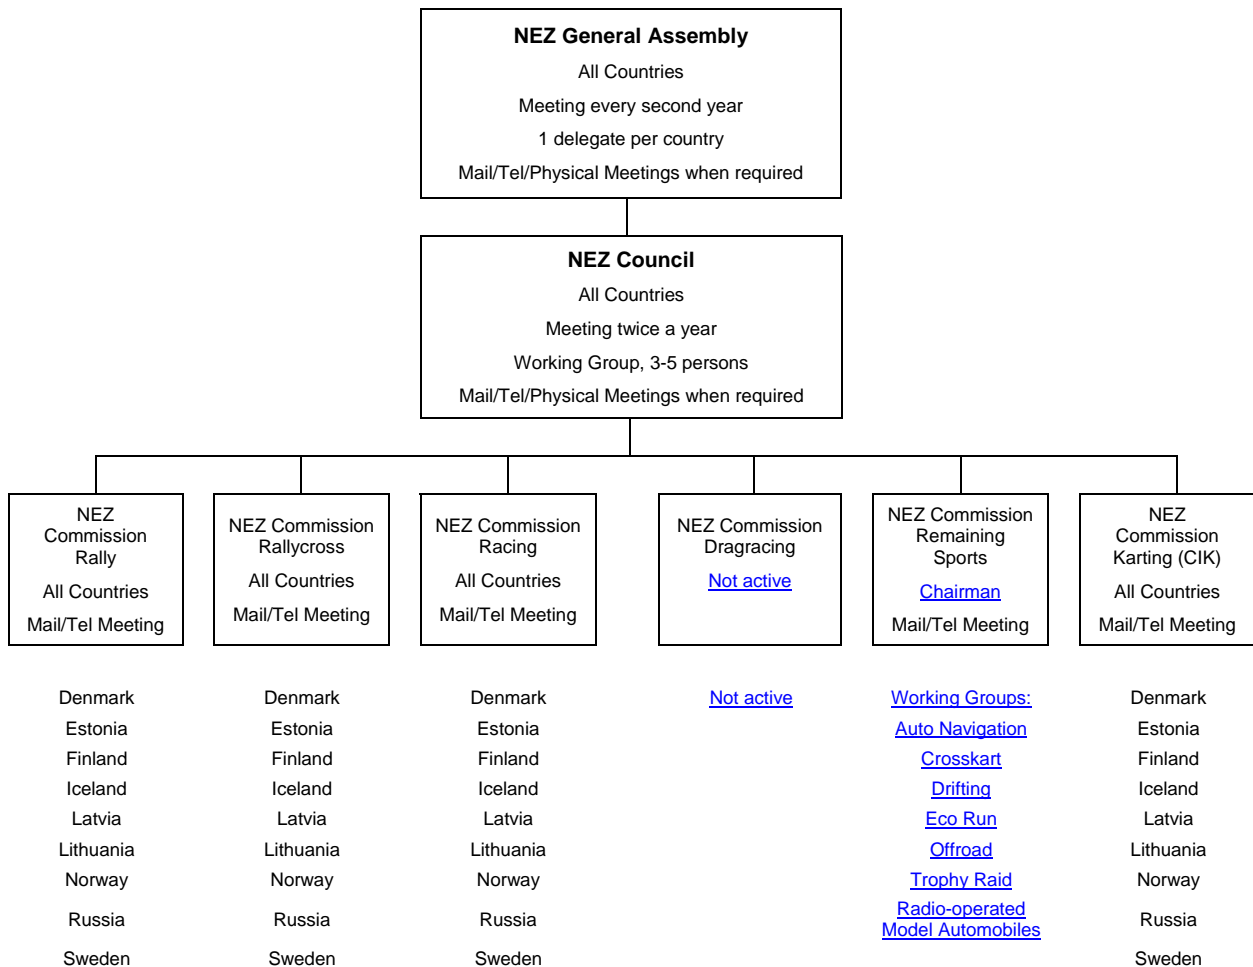 NEZ General Assembly
All Countries
Meeting every second year
1 delegate per country
Mail/Tel/Physical Meetings when required
NEZ Council
All Countries
Meeting twice a year
Working Group, 3-5 persons
Mail/Tel/Physical Meetings when required
NEZ
Commission
Rally
All Countries
Mail/Tel Meeting
NEZ Commission
Rallycross
All Countries
Mail/Tel Meeting
NEZ Commission
Racing
All Countries
Mail/Tel Meeting
NEZ Commission
Dragracing
Not active
NEZ Commission
Remaining
Sports
Chairman
Mail/Tel Meeting
NEZ
Commission
Karting (CIK)
All Countries
Mail/Tel Meeting
Denmark
Estonia
Finland
Iceland
Latvia
Lithuania
Norway
Russia
Sweden
Denmark
Estonia
Finland
Iceland
Latvia
Lithuania
Norway
Russia
Sweden
Denmark
Estonia
Finland
Iceland
Latvia
Lithuania
Norway
Russia
Sweden
Not active
Working Groups:
Auto Navigation
Crosskart
Drifting
Eco Run
Offroad
Trophy Raid
Radio-operated
Model Automobiles
Denmark
Estonia
Finland
Iceland
Latvia
Lithuania
Norway
Russia
Sweden